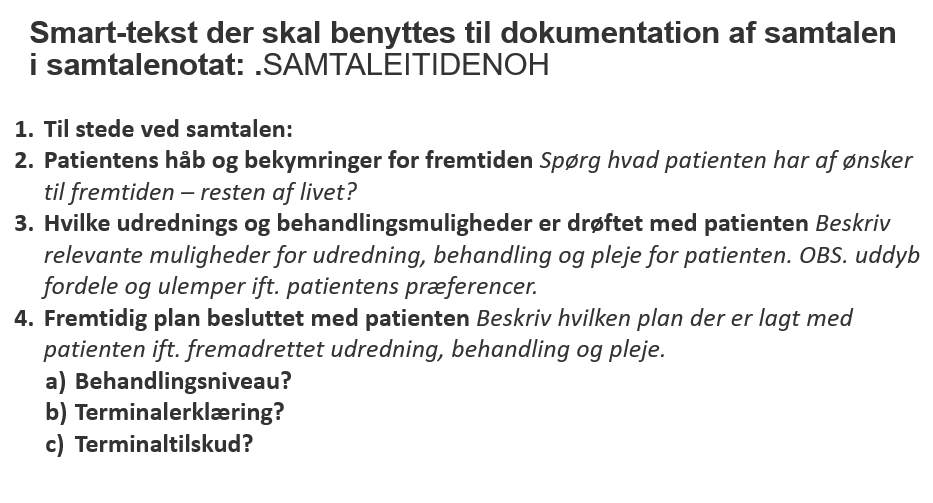 Smart-tekst der skal benyttes til dokumentation af samtalen
i samtalenotat: .SAMTALEITIDENOH
1. Til stede ved samtalen:
2. Patientens håb og bekymringer for fremtiden Spørg hvad patienten har af ønsker
til fremtiden – resten af livet?
3. Hvilke udrednings og behandlingsmuligheder er drøftet med patienten Beskriv
relevante muligheder for udredning, behandling og pleje for patienten. OBS. uddyb
fordele og ulemper ift. patientens præferencer.
4. Fremtidig plan besluttet med patienten Beskriv hvilken plan der er lagt med
patienten ift. fremadrettet udredning, behandling og pleje.
a) Behandlingsniveau?
b) Terminalerklæring?
c) Terminaltilskud?